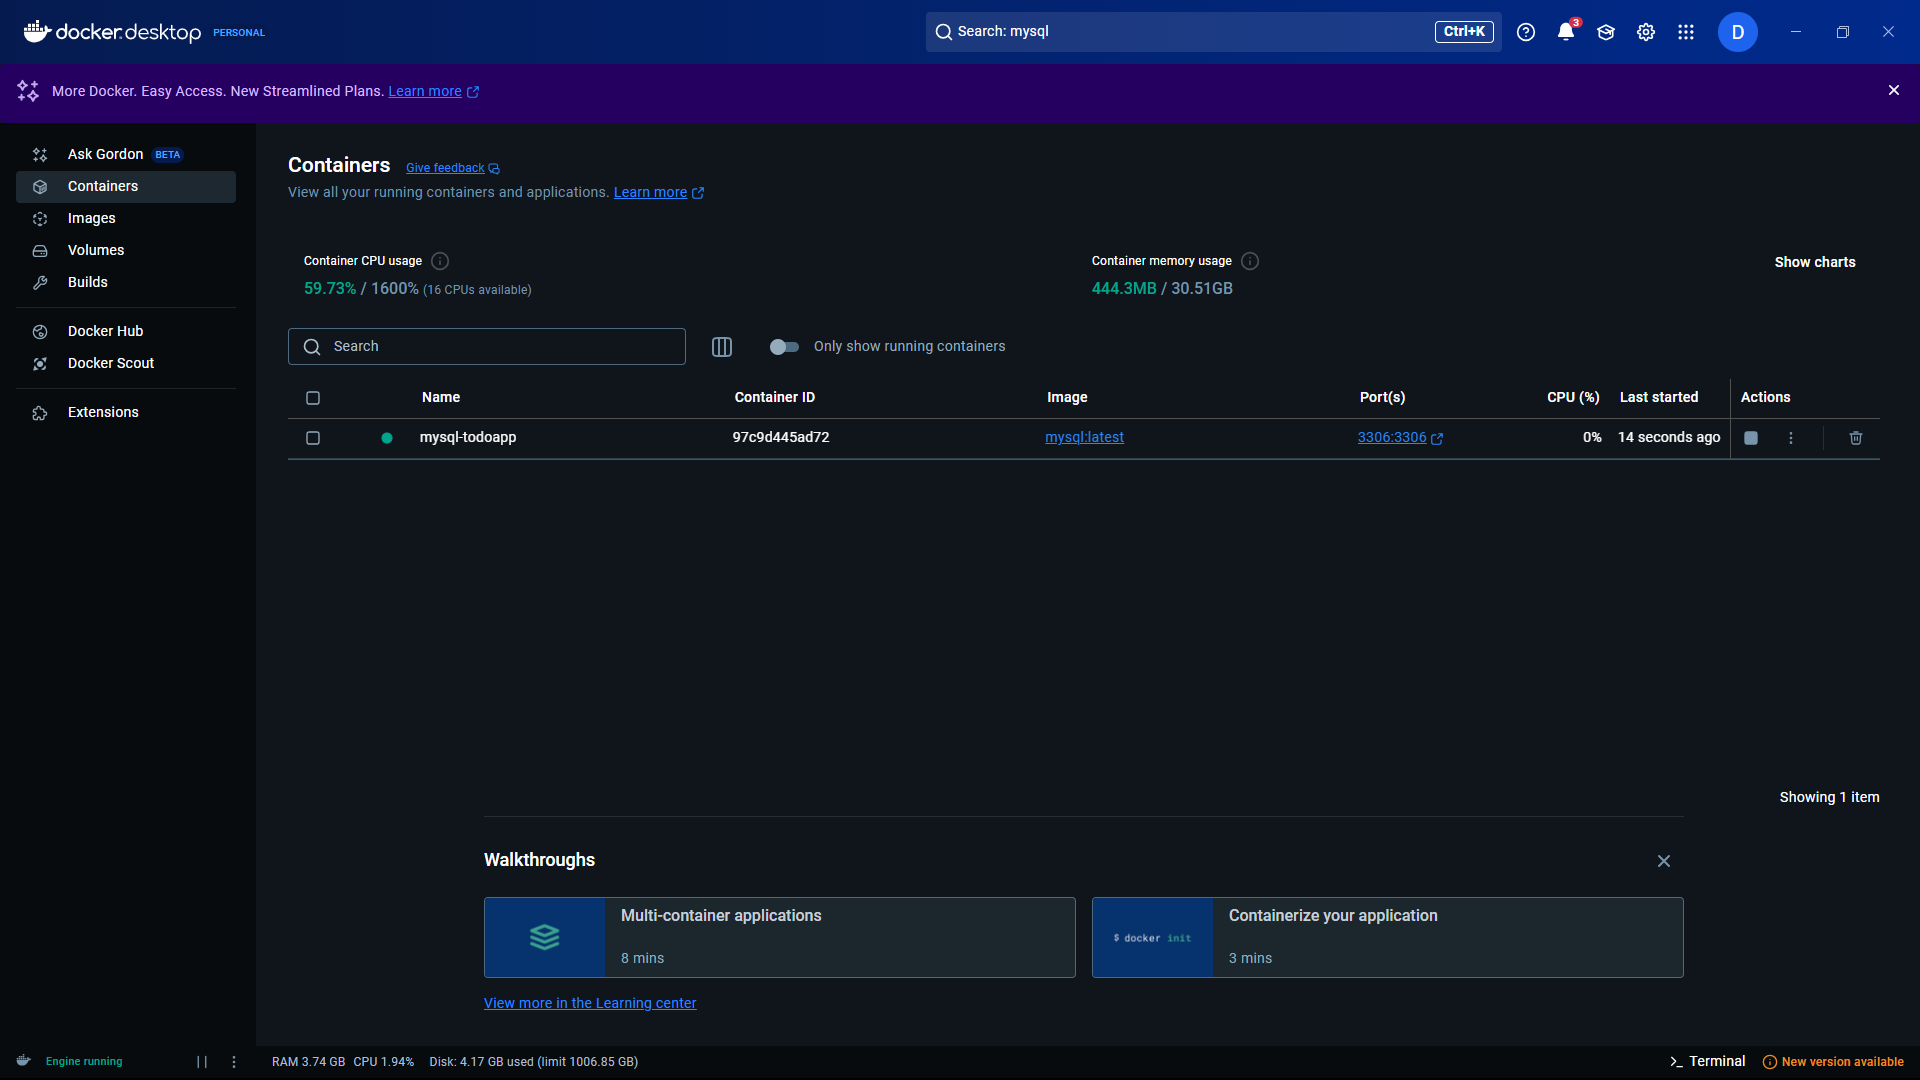 docker desktop PERSONAL
Search: mysql
Ctrl+K
3
D
More Docker. Easy Access. New Streamlined Plans. Learn more
Ask Gordon BETA
Containers
Images
Volumes
Builds
Docker Hub
Docker Scout
Extensions
Containers Give feedback
View all your running containers and applications. Learn more
Container CPU usage
59.73% / 1600% (16 CPUs available)
Container memory usage
444.3MB / 30.51GB
Show charts
Search
Only show running containers
Name Container ID Image Port(s) CPU (%) Last started Actions
mysql-todoapp 97c9d445ad72 mysql:latest 3306:3306 0% 14 seconds ago
Showing 1 item
Walkthroughs
Multi-container applications
8 mins
$ docker init
Containerize your application
3 mins
View more in the Learning center
Engine running
RAM 3.74 GB CPU 1.94% Disk: 4.17 GB used (limit 1006.85 GB)
>_ Terminal
New version available